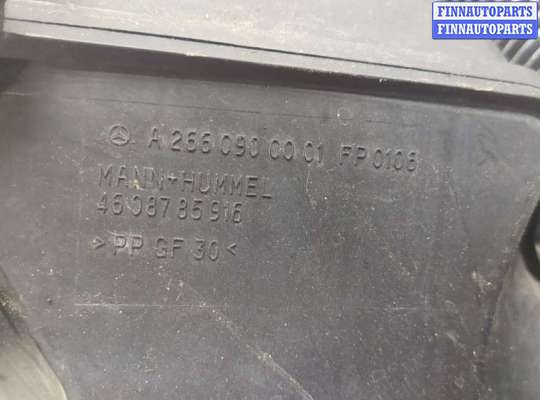 FINNAUTOPARTS
FINNAUTOPARTS
A 266 090 00 01 FP 0106
MANN+HUMMEL
46 087 85 916
>PP GF 30<